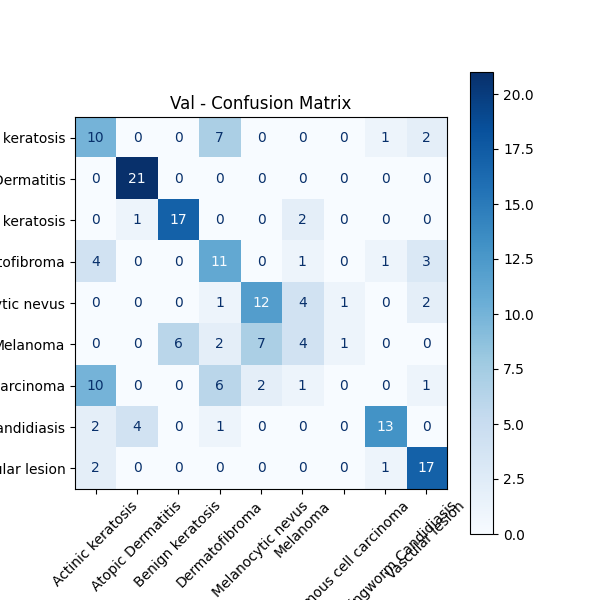 Val - Confusion Matrix
keratosis 10 0 0 7 0 0 0 1 2
Dermatitis 0 21 0 0 0 0 0 0 0
keratosis 0 1 17 0 0 2 0 0 0
tofibroma 4 0 0 11 0 1 0 1 3
ytic nevus 0 0 0 1 12 4 1 0 2
Melanoma 0 0 6 2 7 4 1 0 0
arcinoma 10 0 0 6 2 1 0 0 1
andidiasis 2 4 0 1 0 0 0 13 0
ular lesion 2 0 0 0 0 0 0 1 17
Actinic keratosis
Atopic Dermatitis
Benign keratosis
Dermatofibroma
Melanocytic nevus
Melanoma
mous cell carcinoma
ingworm Candidiasis
Vascular lesion
20.0
17.5
15.0
12.5
10.0
7.5
5.0
2.5
0.0